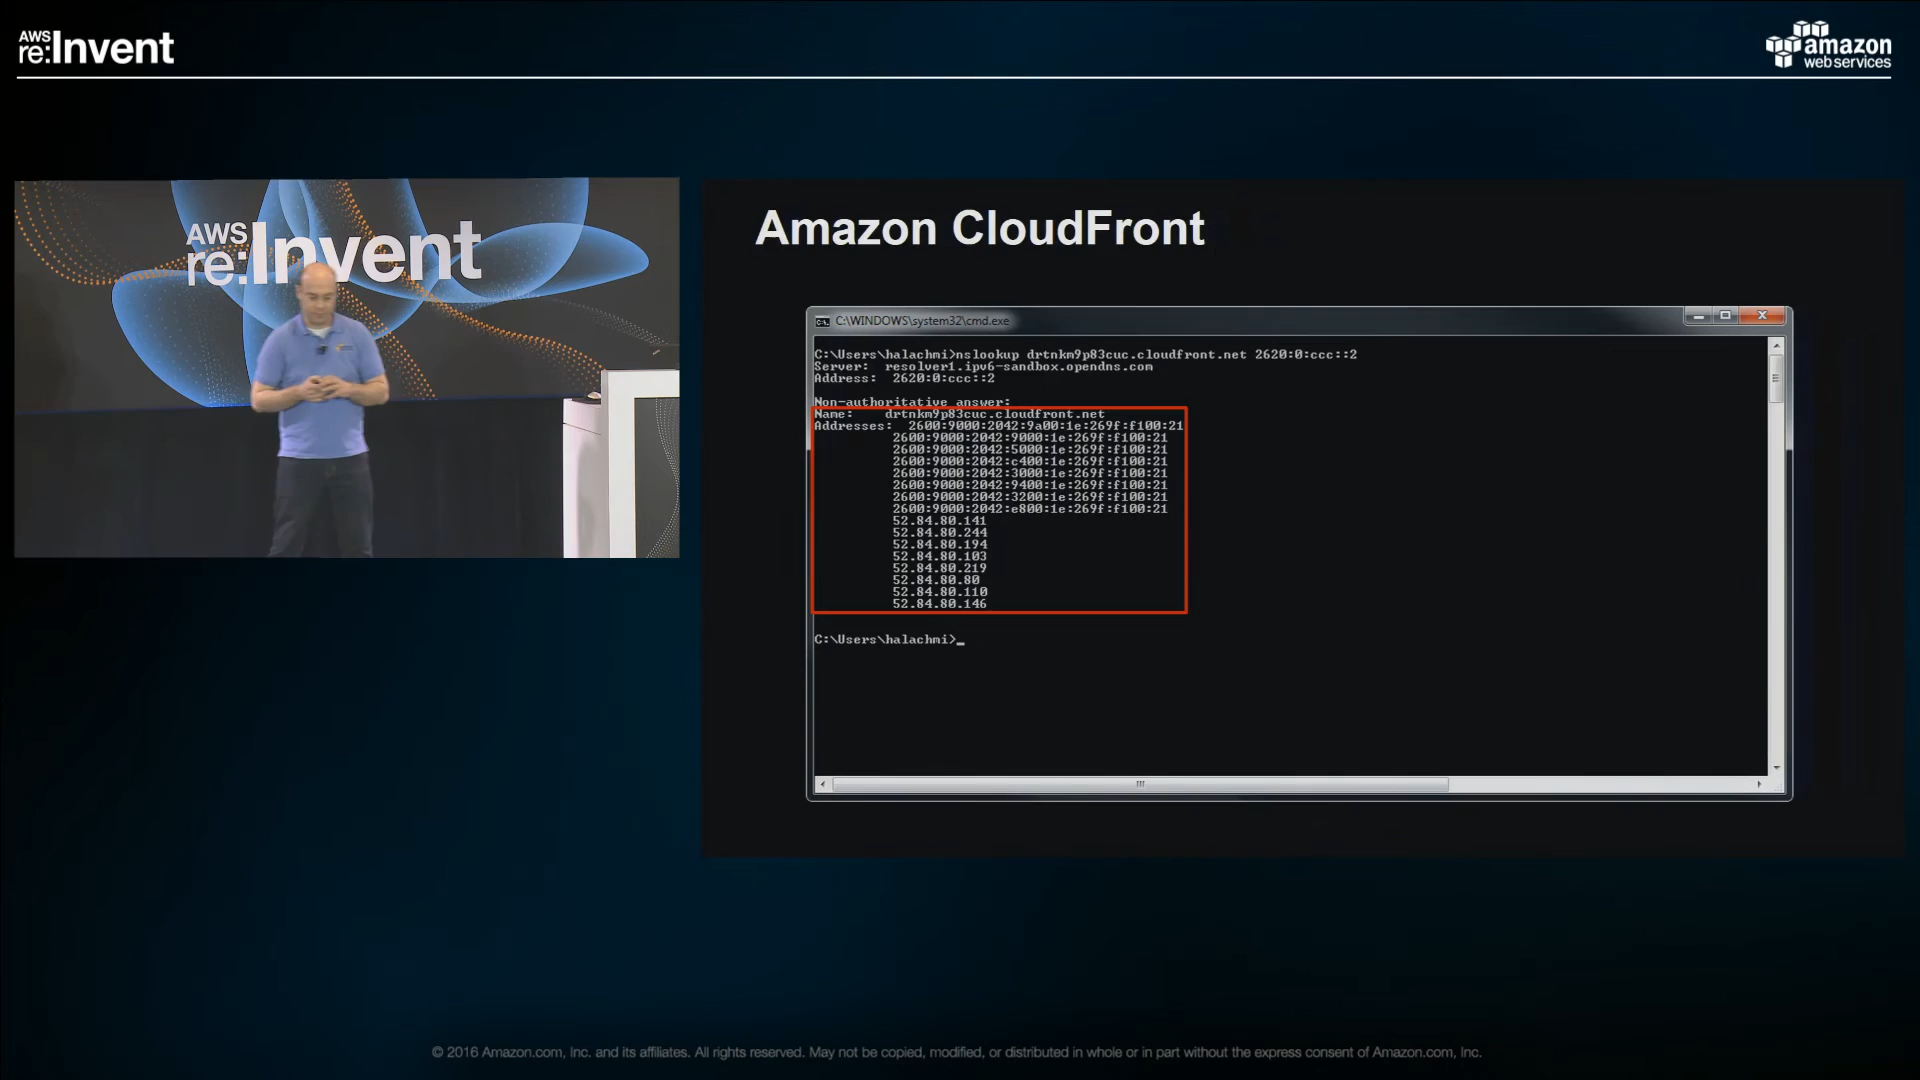 AWS
re:Invent
amazon
web services
AWS
re:Invent
Amazon CloudFront
C:\WINDOWS\system32\cmd.exe
C:\Users\halachmi>nslookup drtnkm9p83cuc.cloudfront.net 2620:0:ccc::2
Server:  resolver1.ipv6-sandbox.opendns.com
Address:  2620:0:ccc::2
Non-authoritative answer:
Name:    drtnkm9p83cuc.cloudfront.net
Addresses:  2600:9000:2042:9a00:1e:269f:f100:21
2600:9000:2042:9000:1e:269f:f100:21
2600:9000:2042:5000:1e:269f:f100:21
2600:9000:2042:c400:1e:269f:f100:21
2600:9000:2042:3000:1e:269f:f100:21
2600:9000:2042:9400:1e:269f:f100:21
2600:9000:2042:3200:1e:269f:f100:21
2600:9000:2042:e800:1e:269f:f100:21
52.84.80.141
52.84.80.244
52.84.80.194
52.84.80.103
52.84.80.219
52.84.80.80
52.84.80.110
52.84.80.146
C:\Users\halachmi>_
© 2016 Amazon.com, Inc. and its affiliates. All rights reserved. May not be copied, modified, or distributed in whole or in part without the express consent of Amazon.com, Inc.